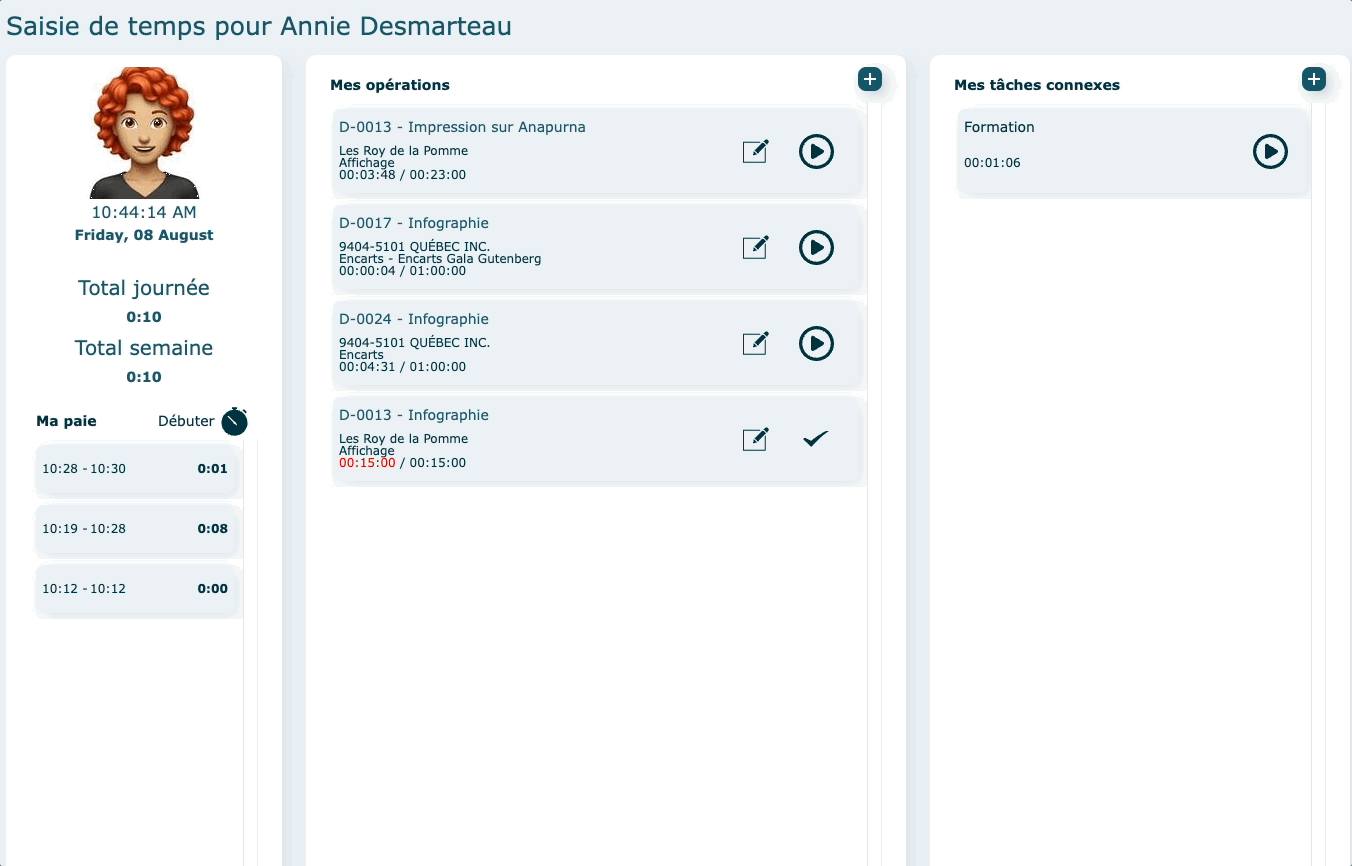 Saisie de temps pour Annie Desmarteau
10:44:14 AM
Friday, 08 August
Total journée
0:10
Total semaine
0:10
Ma paie Débuter
10:28 - 10:30 0:01
10:19 - 10:28 0:08
10:12 - 10:12 0:00
Mes opérations
D-0013 - Impression sur Anapurna
Les Roy de la Pomme
Affichage
00:03:48 / 00:23:00
D-0017 - Infographie
9404-5101 QUÉBEC INC.
Encarts - Encarts Gala Gutenberg
00:00:04 / 01:00:00
D-0024 - Infographie
9404-5101 QUÉBEC INC.
Encarts
00:04:31 / 01:00:00
D-0013 - Infographie
Les Roy de la Pomme
Affichage
00:15:00 / 00:15:00
Mes tâches connexes
Formation
00:01:06